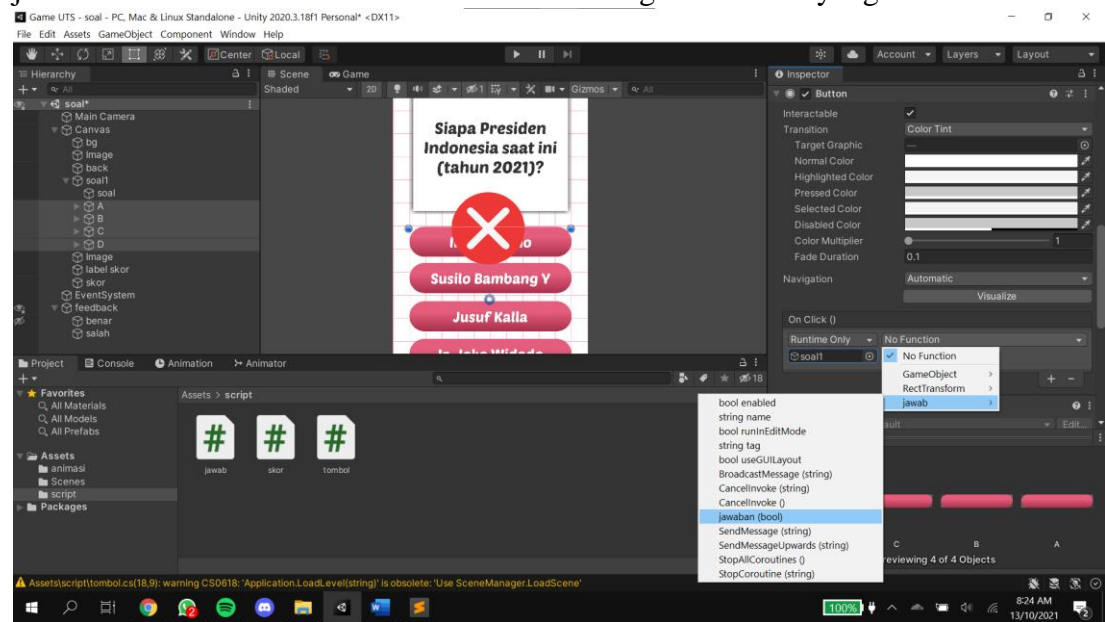 Game UTS - soal - PC, Mac & Linux Standalone - Unity 2020.3.18f1 Personal* <DX11>
File Edit Assets GameObject Component Window Help
Center Local
Account Layers Layout
Hierarchy
All
soal*
Main Camera
Canvas
bg
Image
back
soal1
soal
A
B
C
D
Image
label skor
skor
EventSystem
feedback
benar
salah
Scene Game
Shaded 2D 1 Gizmos All
Siapa Presiden
Indonesia saat ini
(tahun 2021)?
Susilo Bambang Y
Jusuf Kalla
Inspector
Button
Interactable
Transition Color Tint
Target Graphic —
Normal Color
Highlighted Color
Pressed Color
Selected Color
Disabled Color
Color Multiplier 1
Fade Duration 0.1
Navigation Automatic
Visualize
On Click ()
Runtime Only No Function
soal1
No Function
GameObject
RectTransform
jawab
+ -
Edit...
bool enabled
string name
bool runInEditMode
string tag
bool useGUILayout
BroadcastMessage (string)
CancelInvoke (string)
CancelInvoke ()
jawaban (bool)
SendMessage (string)
SendMessageUpwards (string)
StopAllCoroutines ()
StopCoroutine (string)
C B A
reviewing 4 of 4 Objects
Project Console Animation Animator
18
Favorites
All Materials
All Models
All Prefabs
Assets
animasi
Scenes
script
Packages
Assets > script
jawab skor tombol
Assets\script\tombol.cs(18,9): warning CS0618: 'Application.LoadLevel(string)' is obsolete: 'Use SceneManager.LoadScene'
100%
8:24 AM
13/10/2021
2